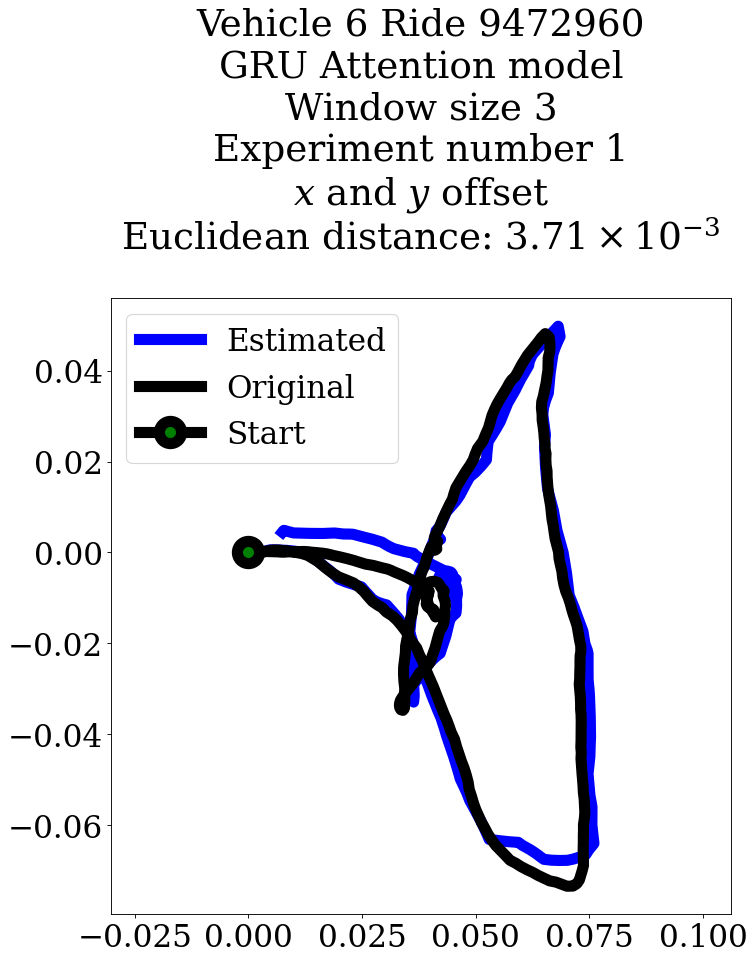 Vehicle 6 Ride 9472960
GRU Attention model
Window size 3
Experiment number 1
x and y offset
Euclidean distance: 3.71 × 10⁻³
Estimated
Original
Start
0.04
0.02
0.00
−0.02
−0.04
−0.06
−0.025 0.000 0.025 0.050 0.075 0.100